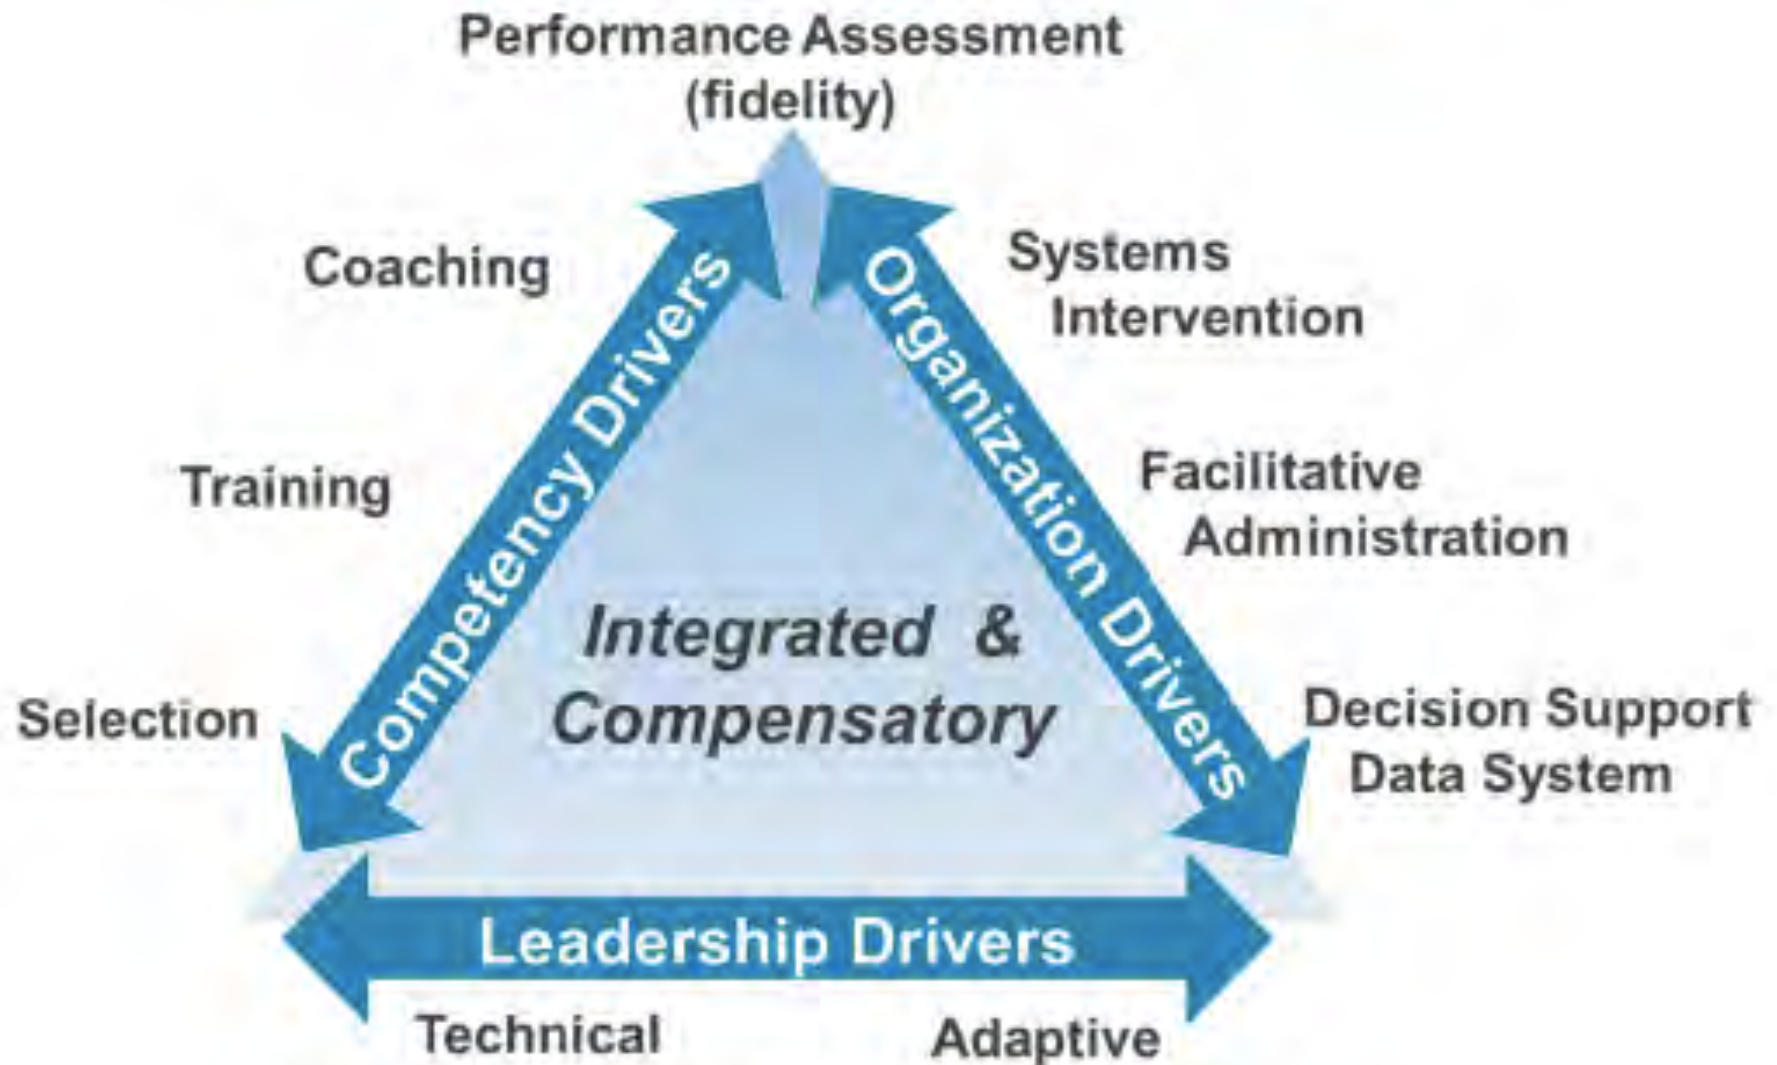 Performance Assessment
(fidelity)
Coaching
Training
Selection
Competency Drivers
Organization Drivers
Systems
Intervention
Facilitative
Administration
Decision Support
Data System
Integrated &
Compensatory
Leadership Drivers
Technical
Adaptive